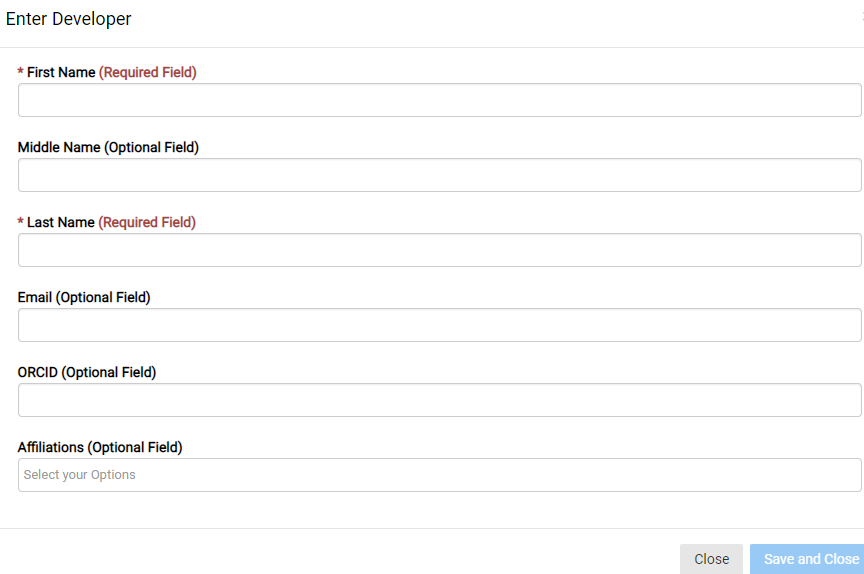 Enter Developer
* First Name (Required Field)
Middle Name (Optional Field)
* Last Name (Required Field)
Email (Optional Field)
ORCID (Optional Field)
Affiliations (Optional Field)
Select your Options
Close
Save and Close